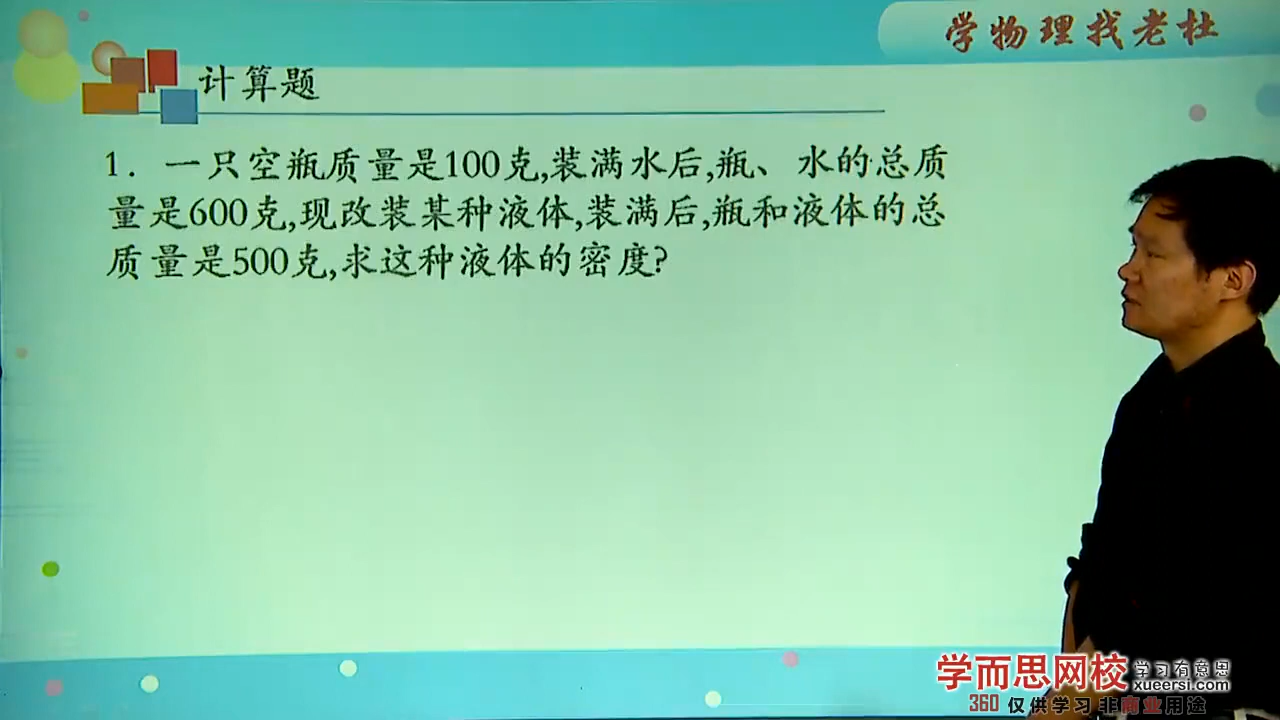 学物理找老杜
计算题
1. 一只空瓶质量是100克,装满水后,瓶、水的总质
量是600克,现改装某种液体,装满后,瓶和液体的总
质量是500克,求这种液体的密度?
学而思网校 学习有意思
xueersi.com
360 仅供学习 非商业用途